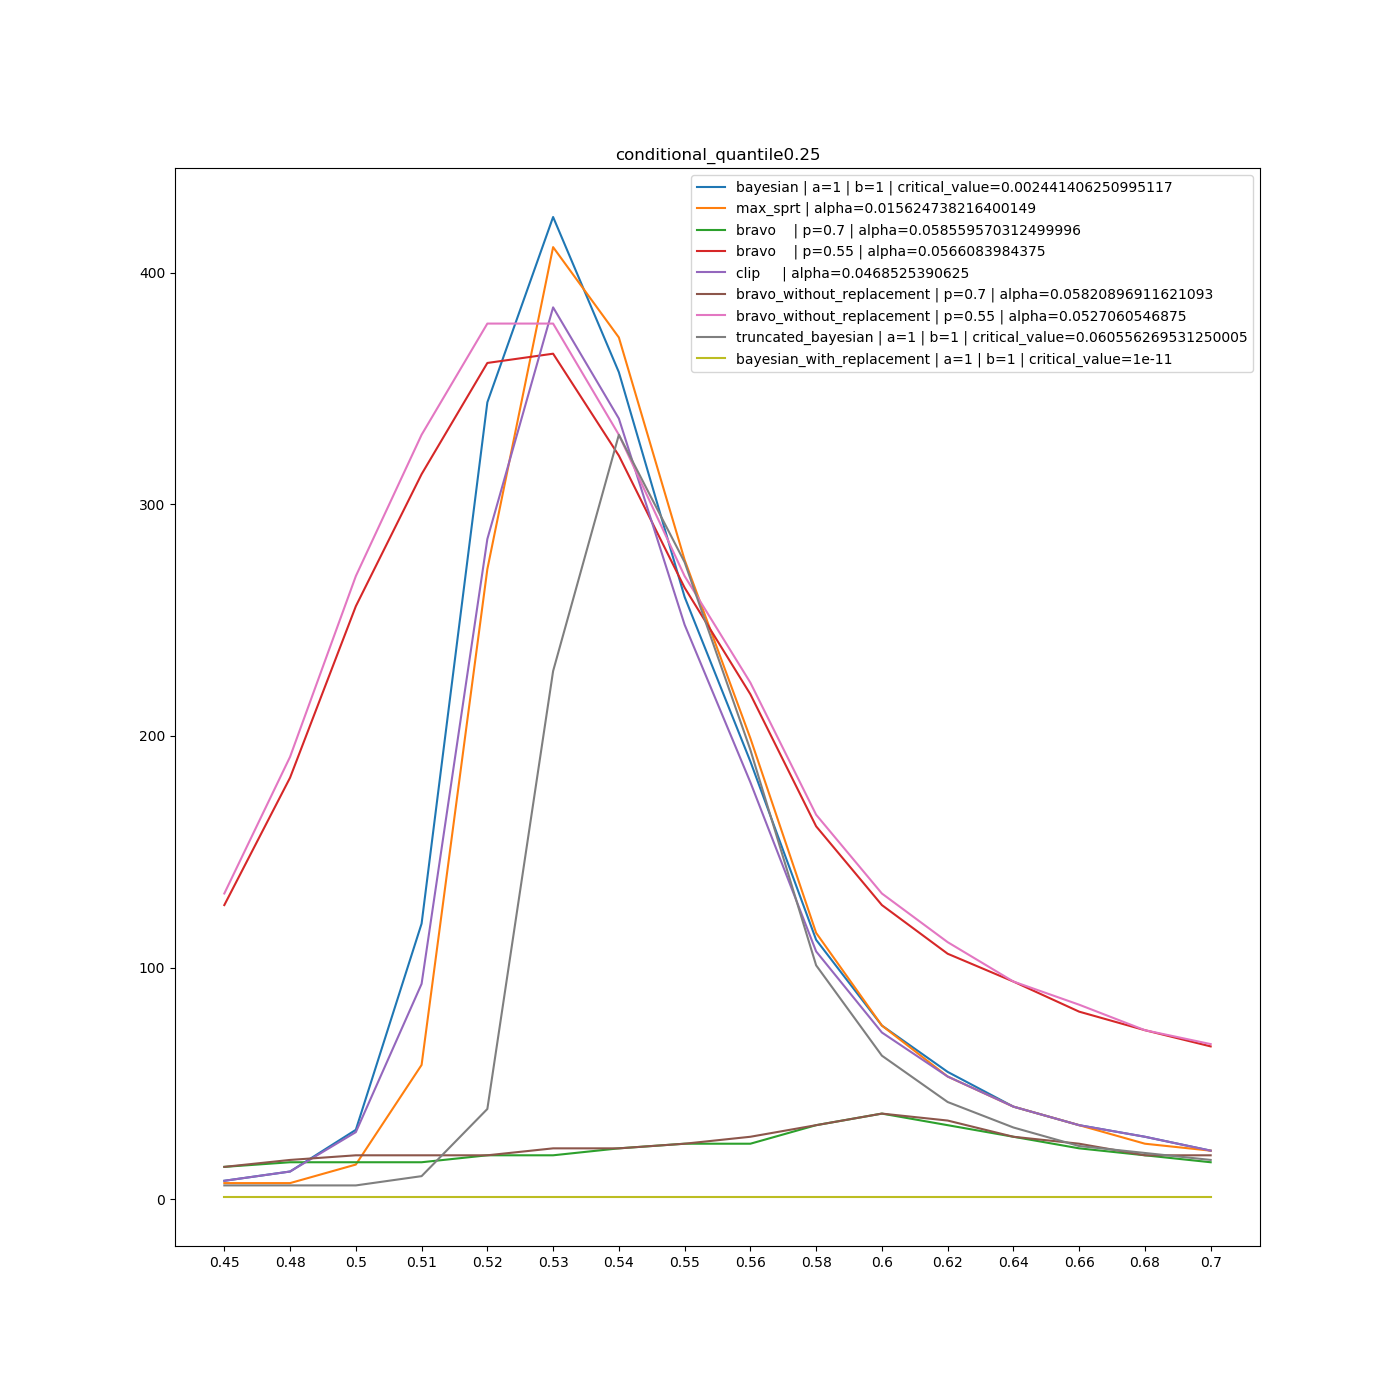 conditional_quantile0.25
bayesian | a=1 | b=1 | critical_value=0.002441406250995117
max_sprt | alpha=0.015624738216400149
bravo    | p=0.7 | alpha=0.058559570312499996
bravo    | p=0.55 | alpha=0.0566083984375
clip     | alpha=0.0468525390625
bravo_without_replacement | p=0.7 | alpha=0.05820896911621093
bravo_without_replacement | p=0.55 | alpha=0.0527060546875
truncated_bayesian | a=1 | b=1 | critical_value=0.060556269531250005
bayesian_with_replacement | a=1 | b=1 | critical_value=1e-11
400
300
200
100
0
0.45 0.48 0.5 0.51 0.52 0.53 0.54 0.55 0.56 0.58 0.6 0.62 0.64 0.66 0.68 0.7